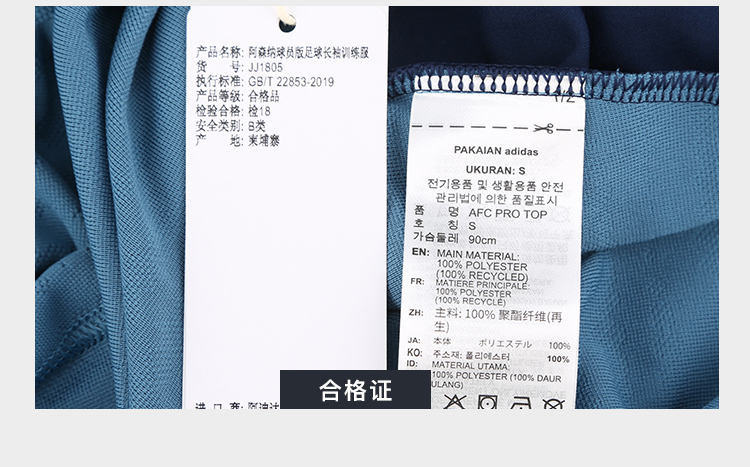 产品名称: 阿森纳球员版足球长袖训练服
货 号: JJ1805
执行标准: GB/T 22853-2019
产品等级: 合格品
检验合格: 检18
安全类别: B类
产 地: 柬埔寨
进 口 商: 阿迪达
合格证
1/2
PAKAIAN adidas
UKURAN: S
전기용품 및 생활용품 안전
관리법에 의한 품질표시
품 명 AFC PRO TOP
호 칭 S
가슴둘레 90cm
EN: MAIN MATERIAL:
100% POLYESTER
(100% RECYCLED)
FR: MATIERE PRINCIPALE:
100% POLYESTER
(100% RECYCLÉ)
ZH: 主料: 100% 聚酯纤维(再
生)
JA: 本体 ポリエステル 100%
KO: 주소재: 폴리에스터 100%
ID: MATERIAL UTAMA:
100% POLYESTER (100% DAUR
ULANG)